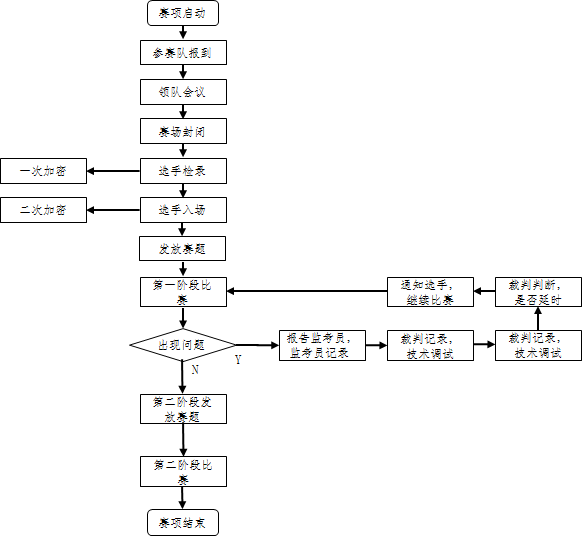 赛项启动
参赛队报到
领队会议
赛场封闭
一次加密
选手检录
二次加密
选手入场
发放赛题
第一阶段比
赛
通知选手，
继续比赛
裁判判断，
是否延时
出现问题
Y
报告监考员，
监考员记录
裁判记录，
技术调试
裁判记录，
技术调试
N
第二阶段发
放赛题
第二阶段比
赛
赛项结束